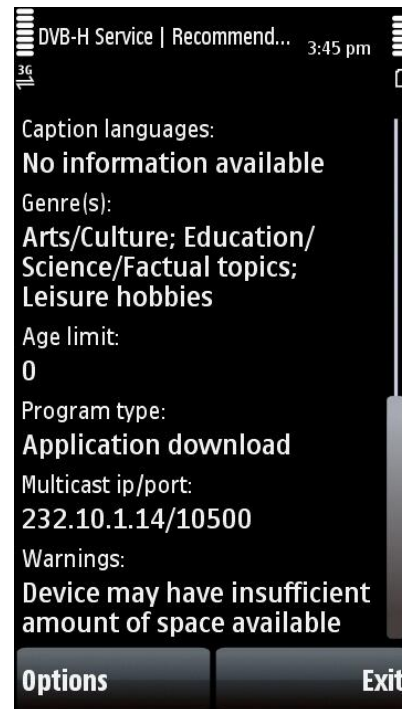 DVB-H Service | Recommend...
3:45 pm
3G
Caption languages:
No information available
Genre(s):
Arts/Culture; Education/
Science/Factual topics;
Leisure hobbies
Age limit:
0
Program type:
Application download
Multicast ip/port:
232.10.1.14/10500
Warnings:
Device may have insufficient
amount of space available
Options
Exit